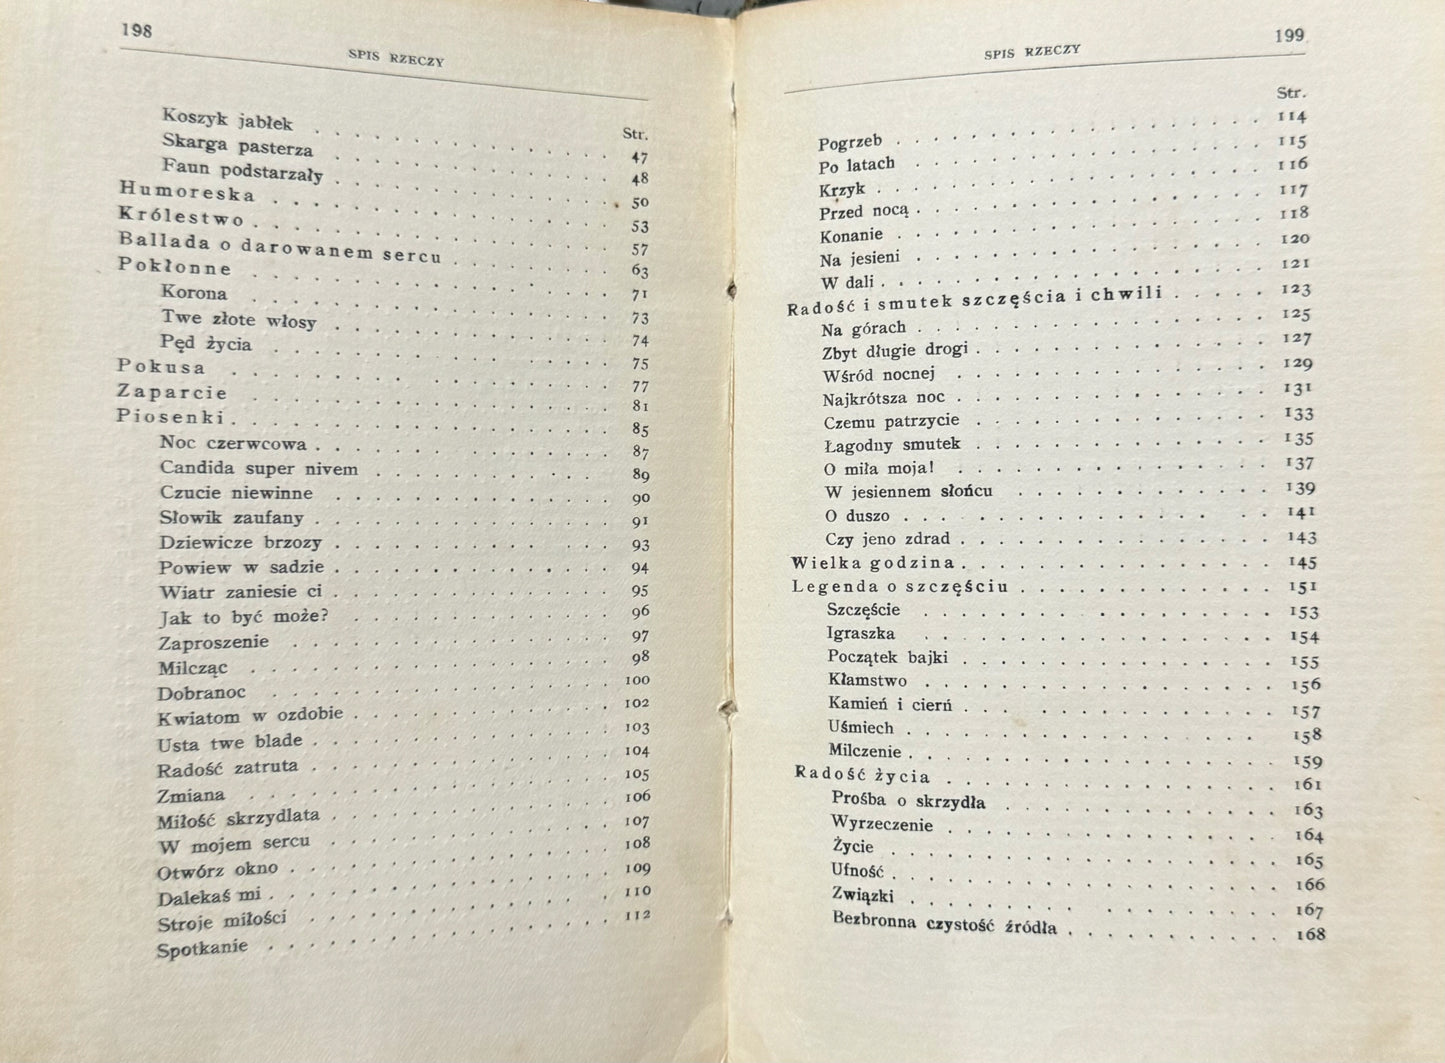 198
SPIS RZECZY
Str.
Koszyk jabłek . . . . . . . . . . . . . . 47
Skarga pasterza . . . . . . . . . . . . . 48
Faun podstarzały . . . . . . . . . . . . . 50
Humoreska . . . . . . . . . . . . . . . . 53
Królestwo . . . . . . . . . . . . . . . . . 57
Ballada o darowanem sercu . . . . . . . . 63
Pokłonne . . . . . . . . . . . . . . . . . 71
Korona . . . . . . . . . . . . . . . . . 73
Twe złote włosy . . . . . . . . . . . . . 74
Pęd życia . . . . . . . . . . . . . . . . 75
Pokusa . . . . . . . . . . . . . . . . . . 77
Zaparcie . . . . . . . . . . . . . . . . . 81
Piosenki . . . . . . . . . . . . . . . . . . 85
Noc czerwcowa . . . . . . . . . . . . . . 87
Candida super nivem . . . . . . . . . . . 89
Czucie niewinne . . . . . . . . . . . . . 90
Słowik zaufany . . . . . . . . . . . . . . 91
Dziewicze brzozy . . . . . . . . . . . . . 93
Powiew w sadzie . . . . . . . . . . . . . 94
Wiatr zaniesie ci . . . . . . . . . . . . . 95
Jak to być może? . . . . . . . . . . . . 96
Zaproszenie . . . . . . . . . . . . . . . 97
Milcząc . . . . . . . . . . . . . . . . . 98
Dobranoc . . . . . . . . . . . . . . . . 100
Kwiatom w ozdobie . . . . . . . . . . . . 102
Usta twe blade . . . . . . . . . . . . . . 103
Radość zatruta . . . . . . . . . . . . . . 104
Zmiana . . . . . . . . . . . . . . . . . 105
Miłość skrzydlata . . . . . . . . . . . . . 106
W mojem sercu . . . . . . . . . . . . . 107
Otwórz okno . . . . . . . . . . . . . . . 108
Dalekaś mi . . . . . . . . . . . . . . . . 109
Stroje miłości . . . . . . . . . . . . . . 110
Spotkanie . . . . . . . . . . . . . . . . 112
199
SPIS RZECZY
Str.
Pogrzeb . . . . . . . . . . . . . . . . . 114
Po latach . . . . . . . . . . . . . . . . 115
Krzyk . . . . . . . . . . . . . . . . . . 116
Przed nocą . . . . . . . . . . . . . . . . 117
Konanie . . . . . . . . . . . . . . . . . 118
Na jesieni . . . . . . . . . . . . . . . . 120
W dali . . . . . . . . . . . . . . . . . . 121
Radość i smutek szczęścia i chwili . . . . . 123
Na górach . . . . . . . . . . . . . . . . 125
Zbyt długie drogi . . . . . . . . . . . . . 127
Wśród nocnej . . . . . . . . . . . . . . 129
Najkrótsza noc . . . . . . . . . . . . . . 131
Czemu patrzycie . . . . . . . . . . . . . 133
Łagodny smutek . . . . . . . . . . . . . 135
O miła moja! . . . . . . . . . . . . . . 137
W jesiennem słońcu . . . . . . . . . . . 139
O duszo . . . . . . . . . . . . . . . . . 141
Czy jeno zdrad . . . . . . . . . . . . . . 143
Wielka godzina . . . . . . . . . . . . . . 145
Legenda o szczęściu . . . . . . . . . . . 151
Szczęście . . . . . . . . . . . . . . . . 153
Igraszka . . . . . . . . . . . . . . . . . 154
Początek bajki . . . . . . . . . . . . . . 155
Kłamstwo . . . . . . . . . . . . . . . . 156
Kamień i cierń . . . . . . . . . . . . . . 157
Uśmiech . . . . . . . . . . . . . . . . . 158
Milczenie . . . . . . . . . . . . . . . . . 159
Radość życia . . . . . . . . . . . . . . . 161
Prośba o skrzydła . . . . . . . . . . . . 163
Wyrzeczenie . . . . . . . . . . . . . . . 164
Życie . . . . . . . . . . . . . . . . . . 165
Ufność . . . . . . . . . . . . . . . . . . 166
Związki . . . . . . . . . . . . . . . . . 167
Bezbronna czystość źródła . . . . . . . . . 168